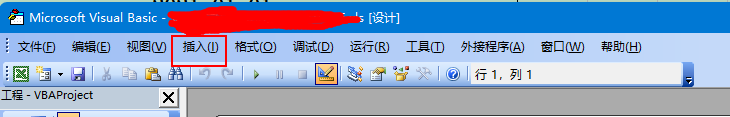 Microsoft Visual Basic - s [设计]
文件(F) 编辑(E) 视图(V) 插入(I) 格式(O) 调试(D) 运行(R) 工具(T) 外接程序(A) 窗口(W) 帮助(H)
行 1, 列 1
工程 - VBAProject